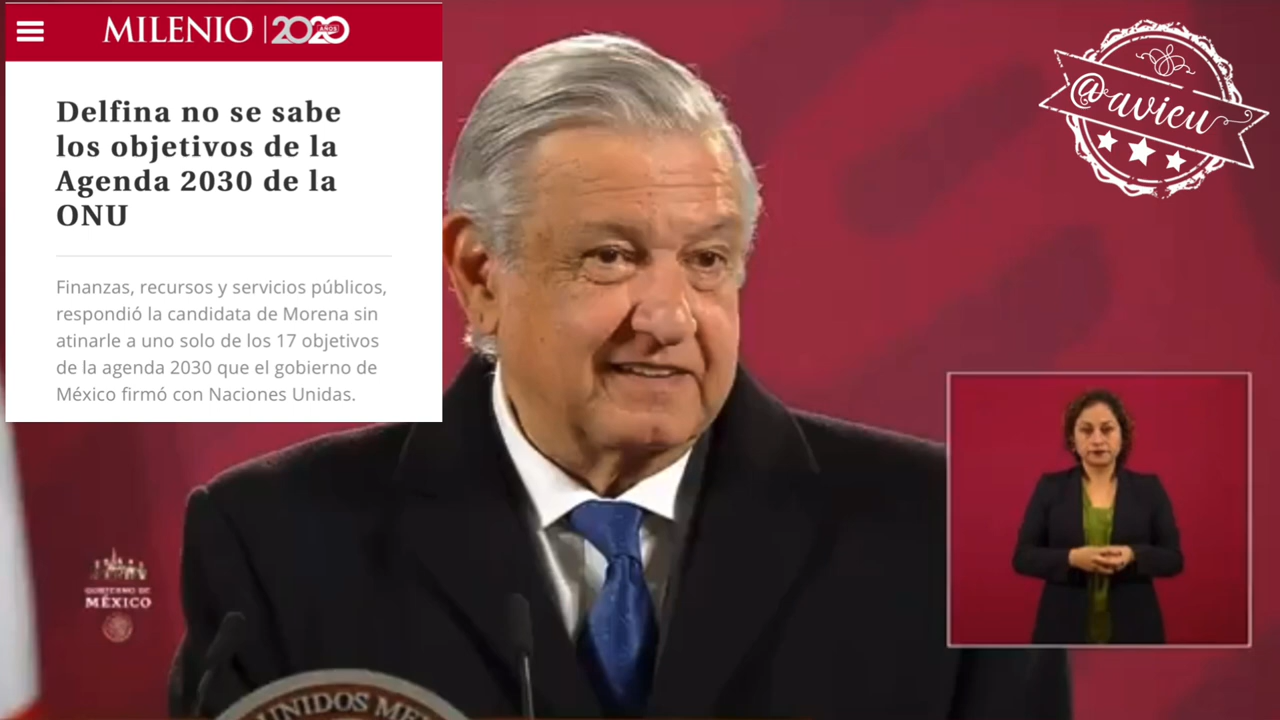 MILENIO | 2020
AÑOS
Delfina no se sabe
los objetivos de la
Agenda 2030 de la
ONU
Finanzas, recursos y servicios públicos,
respondió la candidata de Morena sin
atinarle a uno solo de los 17 objetivos
de la agenda 2030 que el gobierno de
México firmó con Naciones Unidas.
@avieu
GOBIERNO DE
MÉXICO
UNIDOS MEX